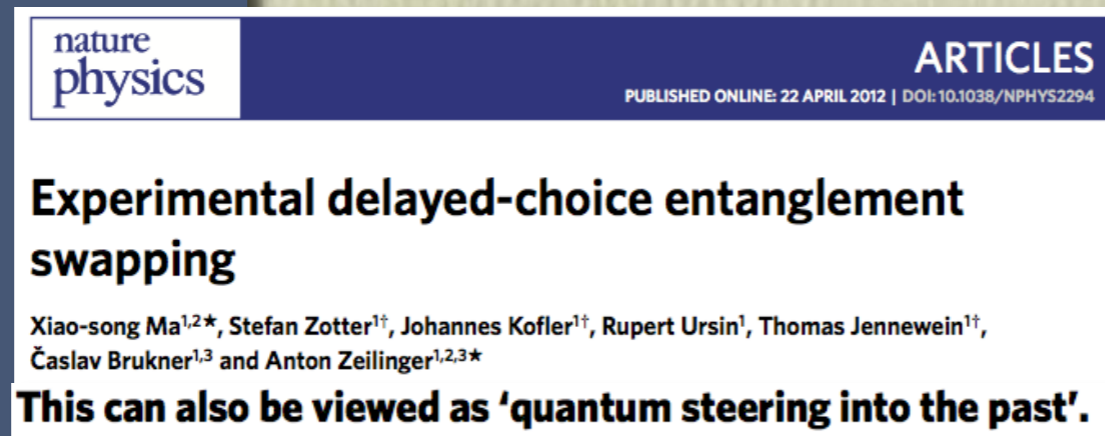 nature
physics
ARTICLES
PUBLISHED ONLINE: 22 APRIL 2012 | DOI: 10.1038/NPHYS2294
Experimental delayed-choice entanglement
swapping
Xiao-song Ma1,2★, Stefan Zotter1†, Johannes Kofler1†, Rupert Ursin1, Thomas Jennewein1†,
Časlav Brukner1,3 and Anton Zeilinger1,2,3★
This can also be viewed as ‘quantum steering into the past’.